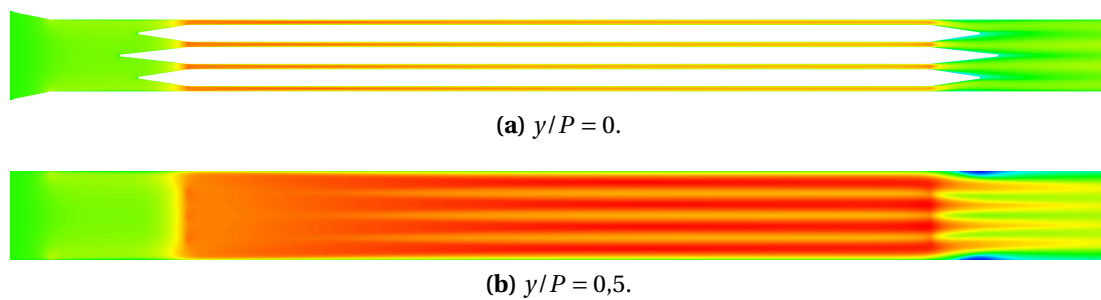 (a) y/P = 0.
(b) y/P = 0,5.